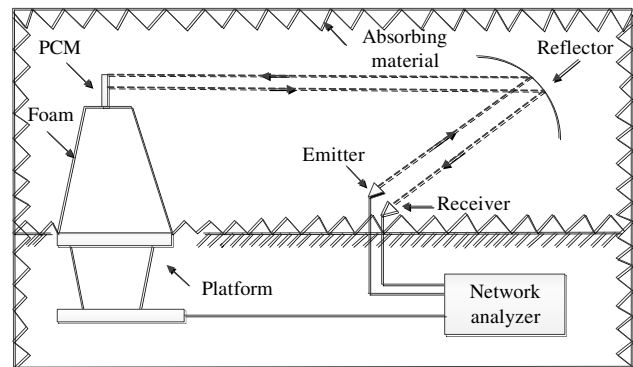 Absorbing
material
PCM
Reflector
Foam
Emitter
Receiver
Platform
Network
analyzer